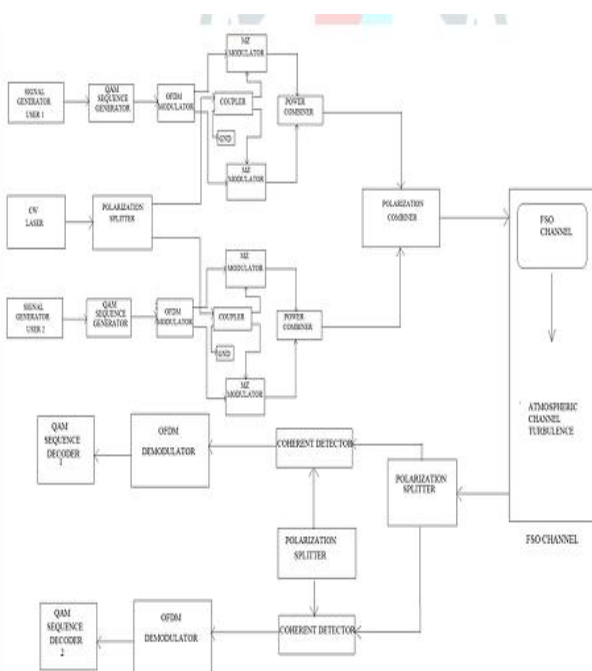 MZ
MODULATOR
SIGNAL
GENERATOR
USER 1
QAM
SEQUENCE
GENERATOR
OFDM
MODULATOR
COUPLER
POWER
COMBINER
GND
MZ
MODULATOR
CW
LASER
POLARIZATION
SPLITTER
POLARIZATION
COMBINER
FSO
CHANNEL
MZ
MODULATOR
SIGNAL
GENERATOR
USER 2
QAM
SEQUENCE
GENERATOR
OFDM
MODULATOR
COUPLER
POWER
COMBINER
GND
MZ
MODULATOR
ATMOSPHERIC
CHANNEL
TURBULENCE
FSO CHANNEL
QAM
SEQUENCE
DECODER
1
OFDM
DEMODULATOR
COHERENT DETECTOR
POLARIZATION
SPLITTER
POLARIZATION
SPLITTER
QAM
SEQUENCE
DECODER
2
OFDM
DEMODULATOR
COHERENT DETECTOR